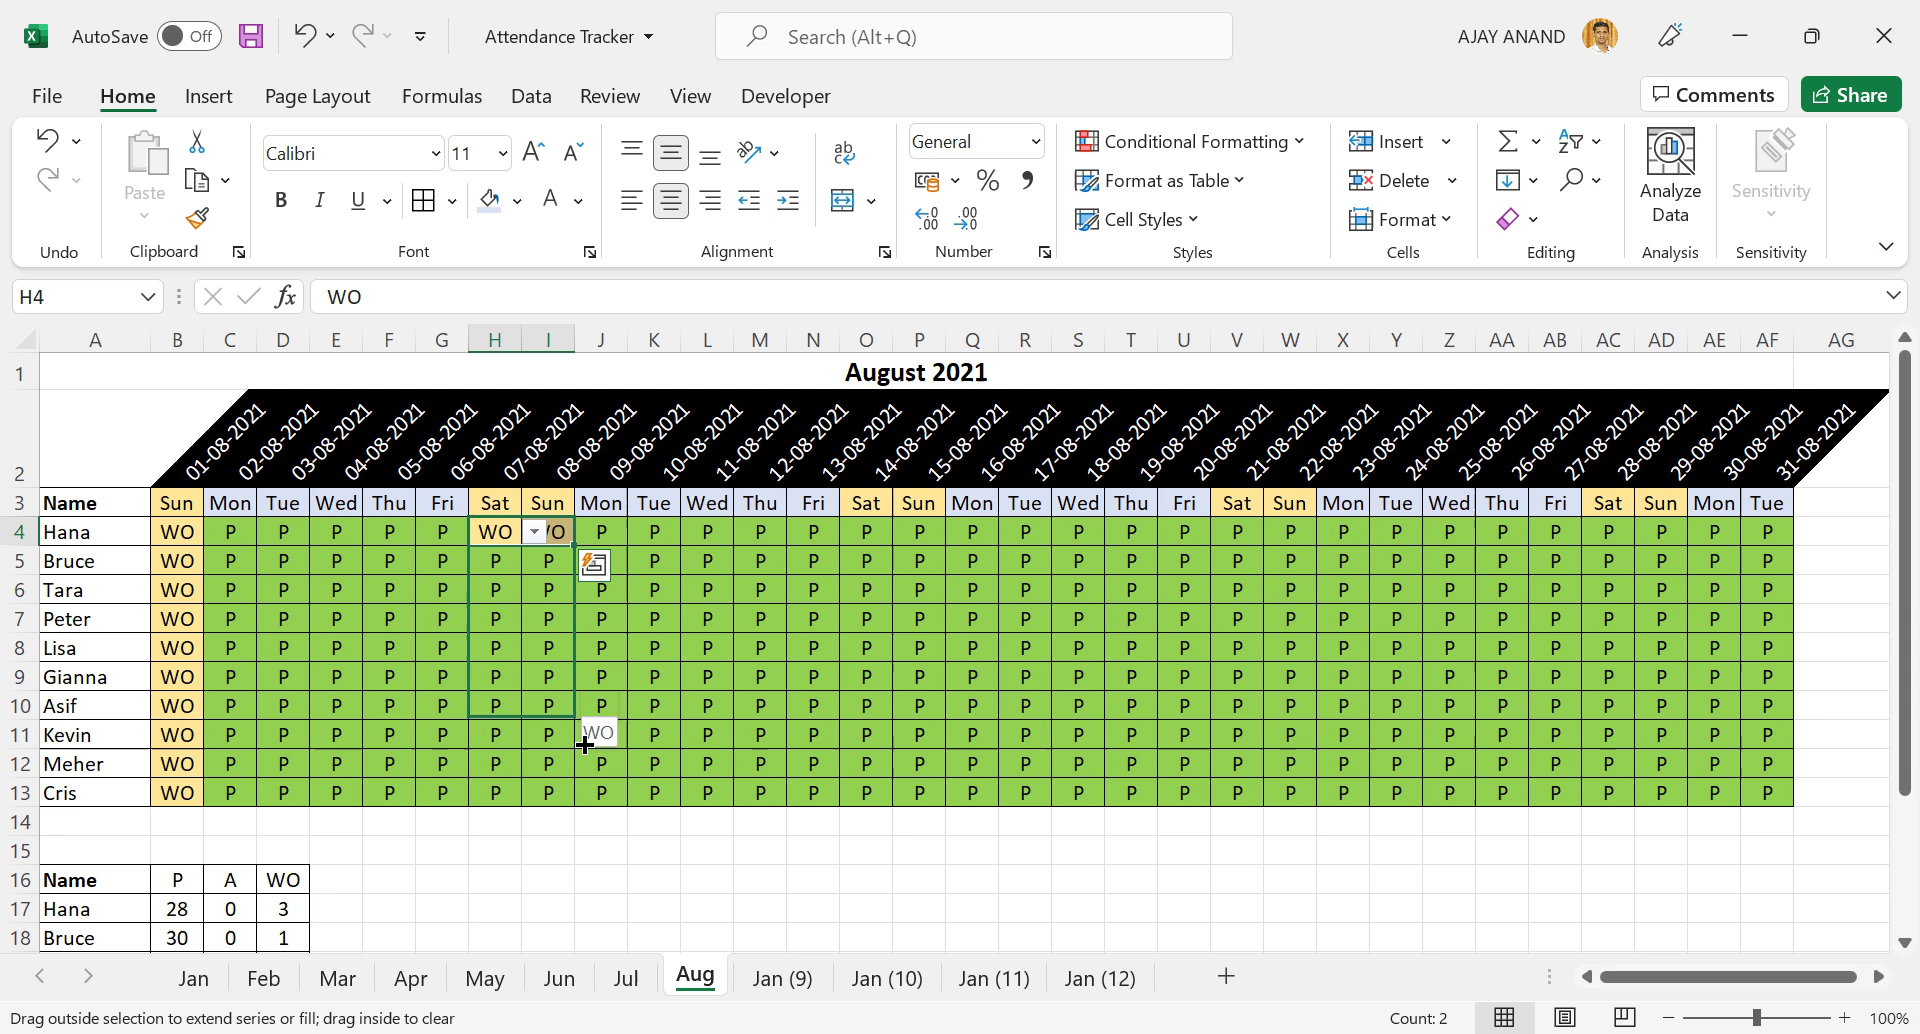 AutoSave Off Attendance Tracker Search (Alt+Q) AJAY ANAND
File Home Insert Page Layout Formulas Data Review View Developer Comments Share
Paste
Calibri 11
B I U A
ab
General
% 9
Conditional Formatting
Format as Table
Cell Styles
Insert
Delete
Format
Analyze
Data
Sensitivity
Undo Clipboard Font Alignment Number Styles Cells Editing Analysis Sensitivity
H4 fx WO
A B C D E F G H I J K L M N O P Q R S T U V W X Y Z AA AB AC AD AE AF AG
1 August 2021
2 01-08-2021 02-08-2021 03-08-2021 04-08-2021 05-08-2021 06-08-2021 07-08-2021 08-08-2021 09-08-2021 10-08-2021 11-08-2021 12-08-2021 13-08-2021 14-08-2021 15-08-2021 16-08-2021 17-08-2021 18-08-2021 19-08-2021 20-08-2021 21-08-2021 22-08-2021 23-08-2021 24-08-2021 25-08-2021 26-08-2021 27-08-2021 28-08-2021 29-08-2021 30-08-2021 31-08-2021
3 Name Sun Mon Tue Wed Thu Fri Sat Sun Mon Tue Wed Thu Fri Sat Sun Mon Tue Wed Thu Fri Sat Sun Mon Tue Wed Thu Fri Sat Sun Mon Tue
4 Hana WO P P P P P WO WO P P P P P P P P P P P P P P P P P P P P P P P
5 Bruce WO P P P P P P P P P P P P P P P P P P P P P P P P P P P P P
6 Tara WO P P P P P P P P P P P P P P P P P P P P P P P P P P P P P P
7 Peter WO P P P P P P P P P P P P P P P P P P P P P P P P P P P P P P
8 Lisa WO P P P P P P P P P P P P P P P P P P P P P P P P P P P P P P
9 Gianna WO P P P P P P P P P P P P P P P P P P P P P P P P P P P P P P
10 Asif WO P P P P P P P P P P P P P P P P P P P P P P P P P P P P P P
11 Kevin WO P P P P P P P WO P P P P P P P P P P P P P P P P P P P P P P
12 Meher WO P P P P P P P P P P P P P P P P P P P P P P P P P P P P P P
13 Cris WO P P P P P P P P P P P P P P P P P P P P P P P P P P P P P P
14
15
16 Name P A WO
17 Hana 28 0 3
18 Bruce 30 0 1
Jan Feb Mar Apr May Jun Jul Aug Jan (9) Jan (10) Jan (11) Jan (12)
Drag outside selection to extend series or fill; drag inside to clear Count: 2 100%